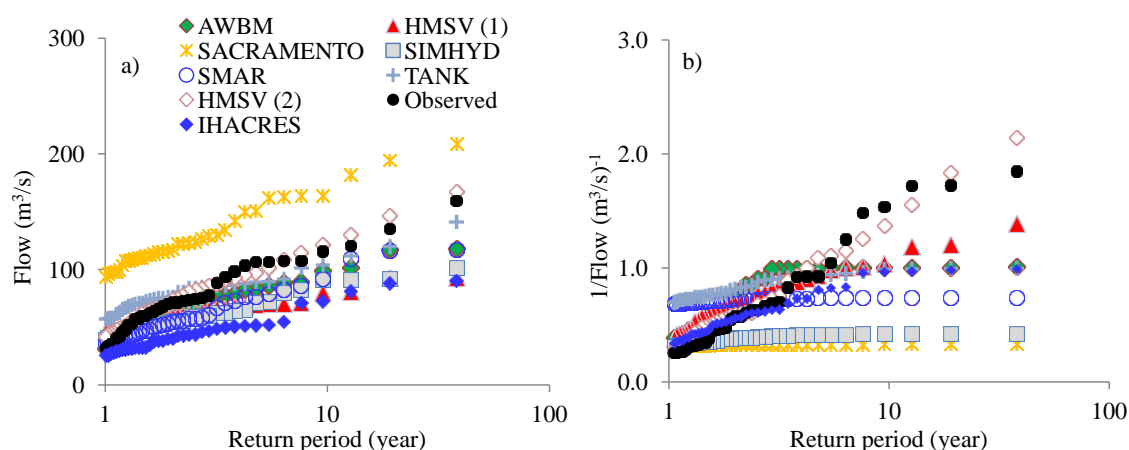 a)
AWBM HMSV (1)
SACRAMENTO SIMHYD
SMAR TANK
HMSV (2) Observed
IHACRES
Flow (m³/s)
300
200
100
0
1 10 100
Return period (year)
b)
1/Flow (m³/s)⁻¹
3.0
2.0
1.0
0.0
1 10 100
Return period (year)